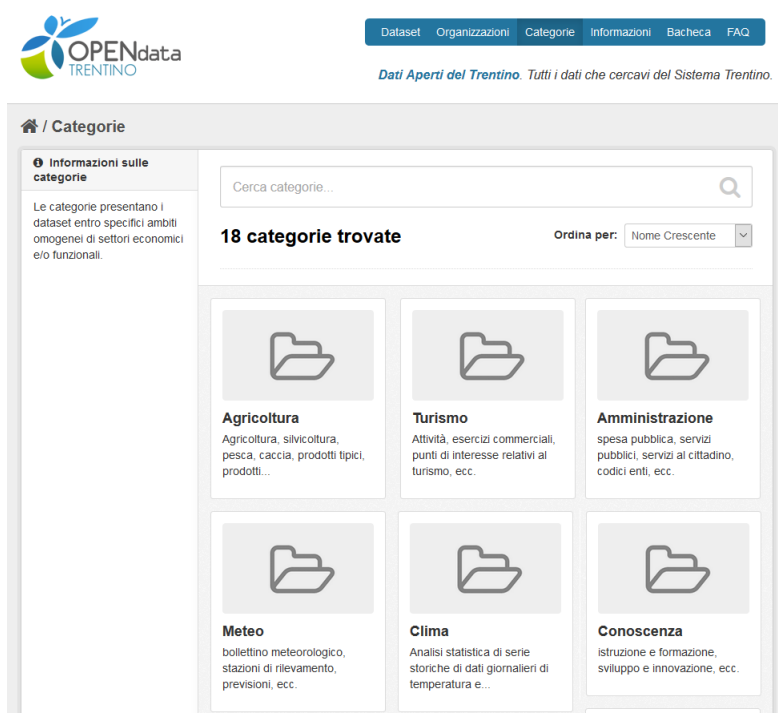 OPENdata
TRENTINO
Dataset Organizzazioni Categorie Informazioni Bacheca FAQ
Dati Aperti del Trentino. Tutti i dati che cercavi del Sistema Trentino.
/ Categorie
Informazioni sulle
categorie
Le categorie presentano i
dataset entro specifici ambiti
omogenei di settori economici
e/o funzionali.
Cerca categorie...
18 categorie trovate
Ordina per: Nome Crescente
Agricoltura
Agricoltura, silvicoltura,
pesca, caccia, prodotti tipici,
prodotti...
Turismo
Attività, esercizi commerciali,
punti di interesse relativi al
turismo, ecc.
Amministrazione
spesa pubblica, servizi
pubblici, servizi al cittadino,
codici enti, ecc.
Meteo
bollettino meteorologico,
stazioni di rilevamento,
previsioni, ecc.
Clima
Analisi statistica di serie
storiche di dati giornalieri di
temperatura e...
Conoscenza
istruzione e formazione,
sviluppo e innovazione, ecc.